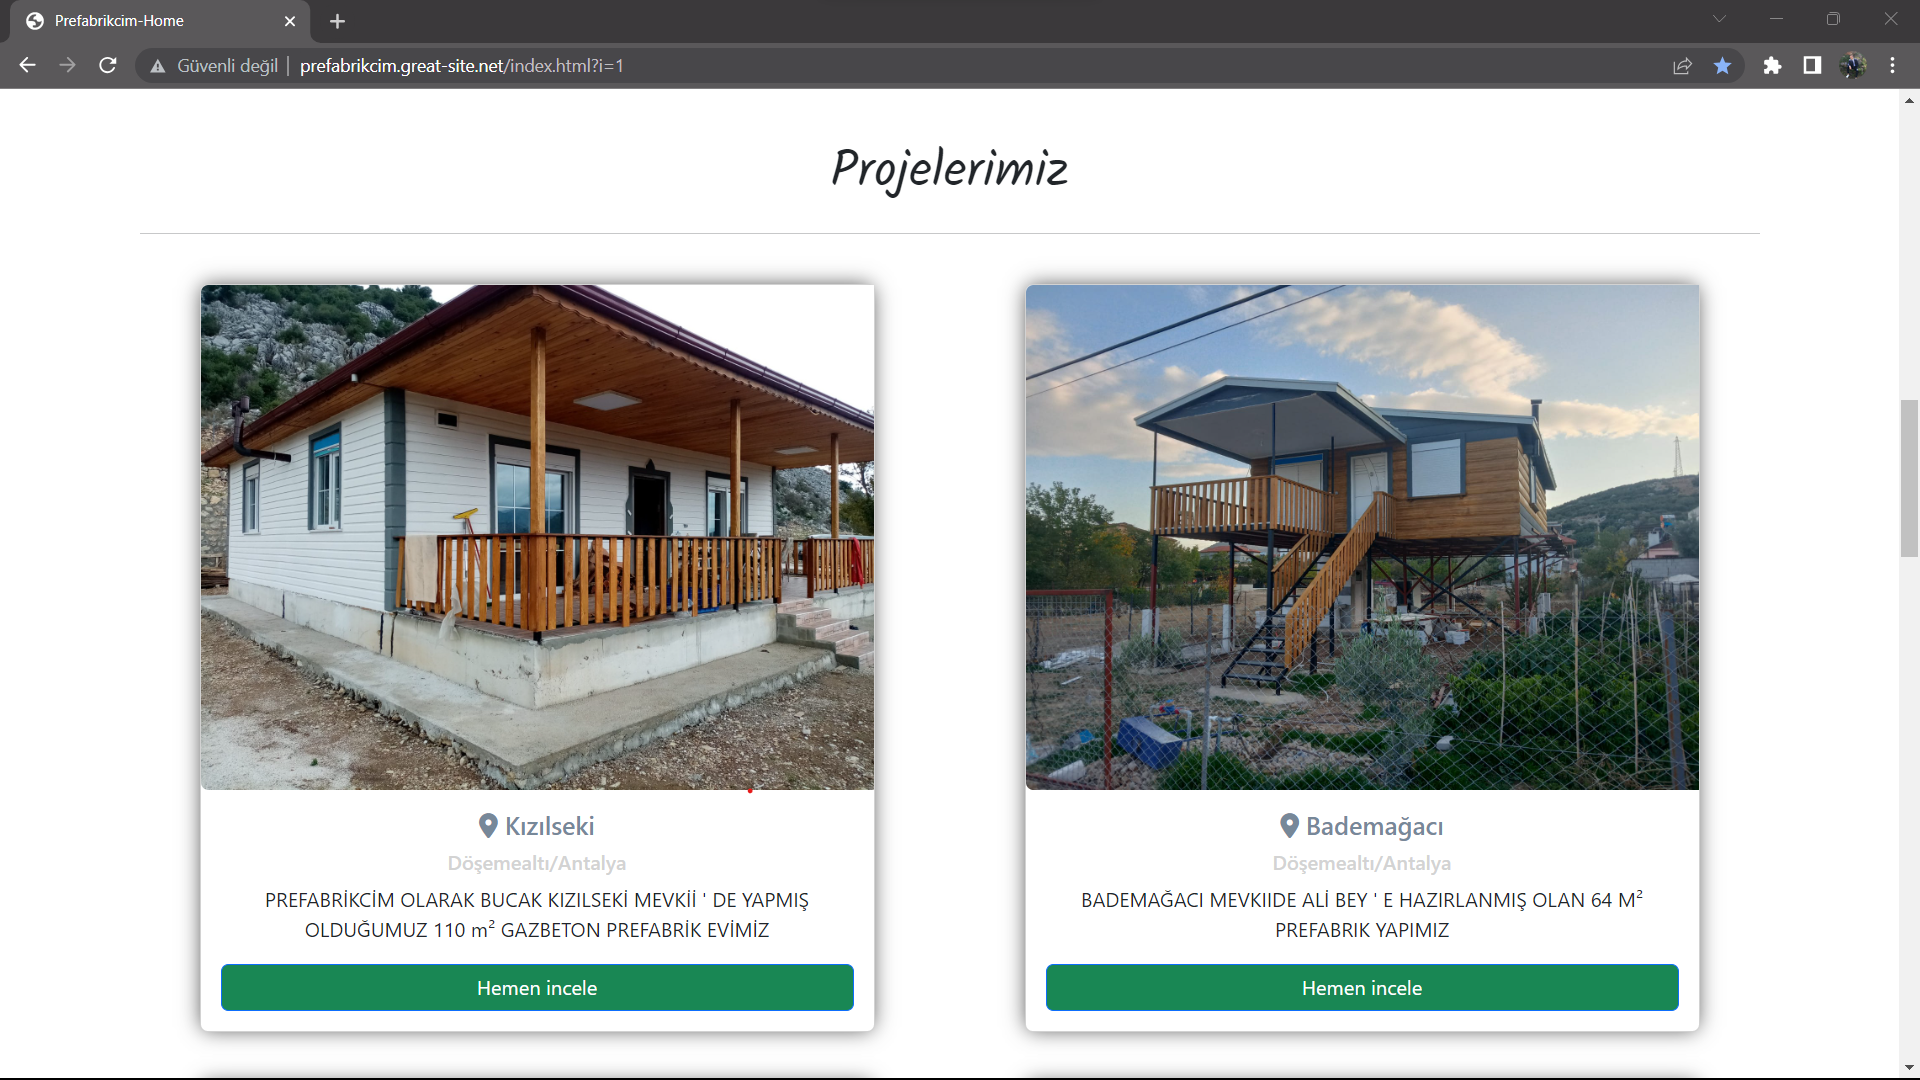 Prefabrikcim-Home
Güvenli değil | prefabrikcim.great-site.net/index.html?i=1
Projelerimiz
Kızılseki
Döşemealtı/Antalya
PREFABRİKCİM OLARAK BUCAK KIZILSEKİ MEVKİİ ' DE YAPMIŞ
OLDUĞUMUZ 110 m² GAZBETON PREFABRİK EVİMİZ
Hemen incele
Bademağacı
Döşemealtı/Antalya
BADEMAĞACI MEVKIIDE ALİ BEY ' E HAZIRLANMIŞ OLAN 64 M²
PREFABRIK YAPIMIZ
Hemen incele